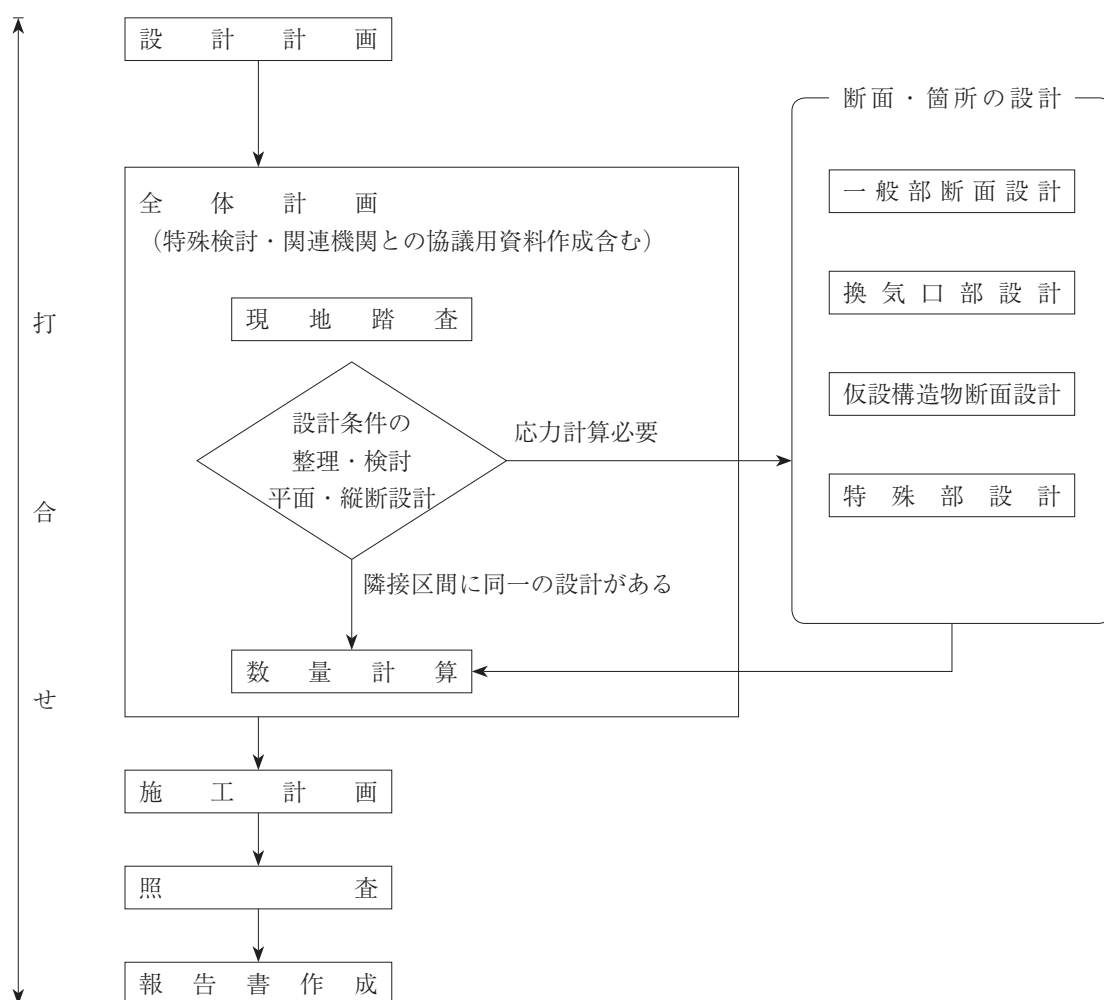 設計計画
全体計画
（特殊検討・関連機関との協議用資料作成含む）
現地踏査
設計条件の
整理・検討
平面・縦断設計
応力計算必要
隣接区間に同一の設計がある
数量計算
断面・箇所の設計
一般部断面設計
換気口部設計
仮設構造物断面設計
特殊部設計
施工計画
照査
報告書作成
打合せ